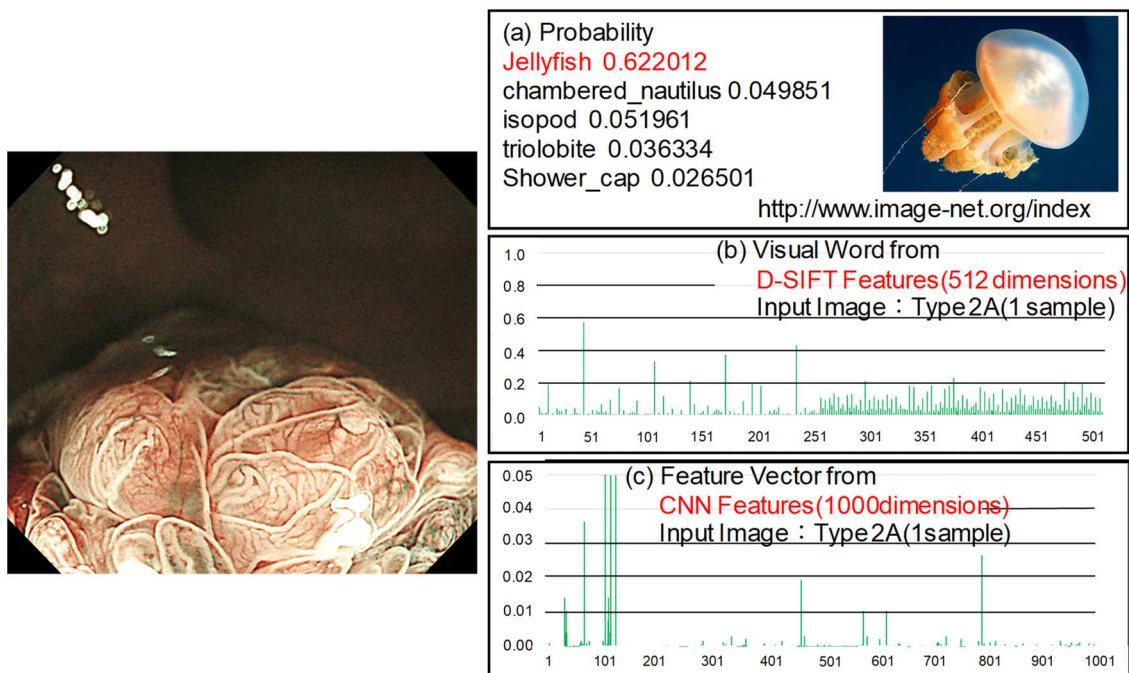 (a) Probability
Jellyfish 0.622012
chambered_nautilus 0.049851
isopod 0.051961
triolobite 0.036334
Shower_cap 0.026501
http://www.image-net.org/index
(b) Visual Word from
D-SIFT Features(512 dimensions)
Input Image：Type 2A(1 sample)
1.0
0.8
0.6
0.4
0.2
0.0
1 51 101 151 201 251 301 351 401 451 501
(c) Feature Vector from
CNN Features(1000dimensions)
Input Image：Type2A(1sample)
0.05
0.04
0.03
0.02
0.01
0.00
1 101 201 301 401 501 601 701 801 901 1001